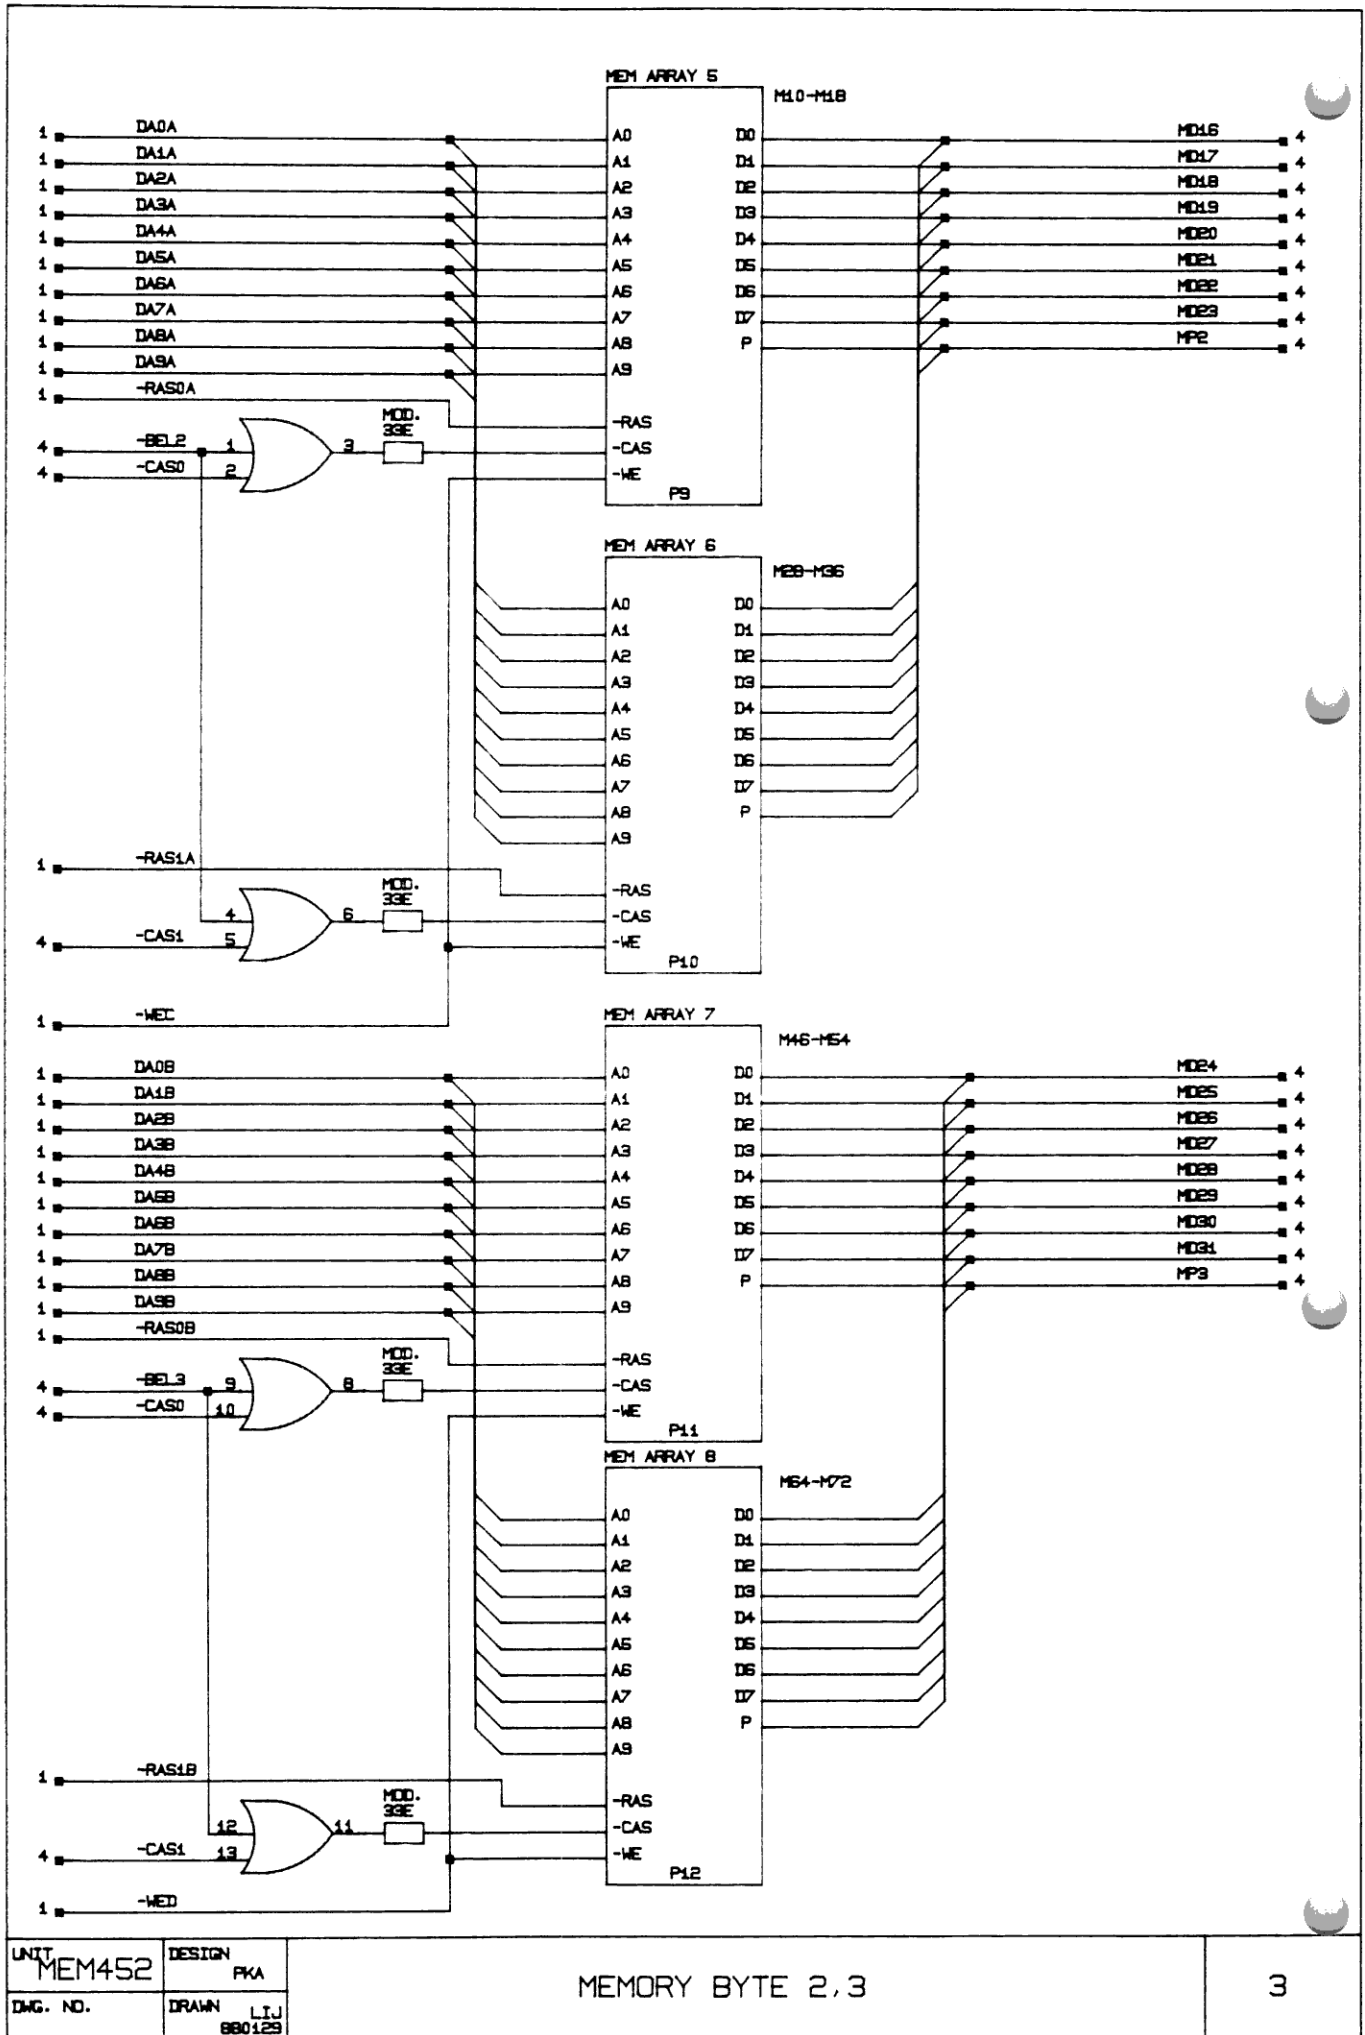 MEM ARRAY 5
M10-M18
1 DA0A A0 D0 MD16 4
1 DA1A A1 D1 MD17 4
1 DA2A A2 D2 MD18 4
1 DA3A A3 D3 MD19 4
1 DA4A A4 D4 MD20 4
1 DA5A A5 D5 MD21 4
1 DA6A A6 D6 MD22 4
1 DA7A A7 D7 MD23 4
1 DA8A A8 P MP2 4
1 DA9A A9
1 -RAS0A MOD. -RAS
33E
4 -BEL2 1 3 -CAS
4 -CAS0 2 -WE
P9
MEM ARRAY 6
M28-M36
A0 D0
A1 D1
A2 D2
A3 D3
A4 D4
A5 D5
A6 D6
A7 D7
A8 P
A9
1 -RAS1A MOD. -RAS
33E
4 6 -CAS
4 -CAS1 5 -WE
P10
1 -WEC
MEM ARRAY 7
M46-M54
1 DA0B A0 D0 MD24 4
1 DA1B A1 D1 MD25 4
1 DA2B A2 D2 MD26 4
1 DA3B A3 D3 MD27 4
1 DA4B A4 D4 MD28 4
1 DA5B A5 D5 MD29 4
1 DA6B A6 D6 MD30 4
1 DA7B A7 D7 MD31 4
1 DA8B A8 P MP3 4
1 DA9B A9
1 -RAS0B MOD. -RAS
33E
4 -BEL3 9 8 -CAS
4 -CAS0 10 -WE
P11
MEM ARRAY 8
M64-M72
A0 D0
A1 D1
A2 D2
A3 D3
A4 D4
A5 D5
A6 D6
A7 D7
A8 P
A9
1 -RAS1B MOD. -RAS
33E
12 11 -CAS
4 -CAS1 13 -WE
P12
1 -WED
UNIT MEM452
DESIGN PKA
DWG. NO.
DRAWN LIJ
880129
MEMORY BYTE 2,3
3